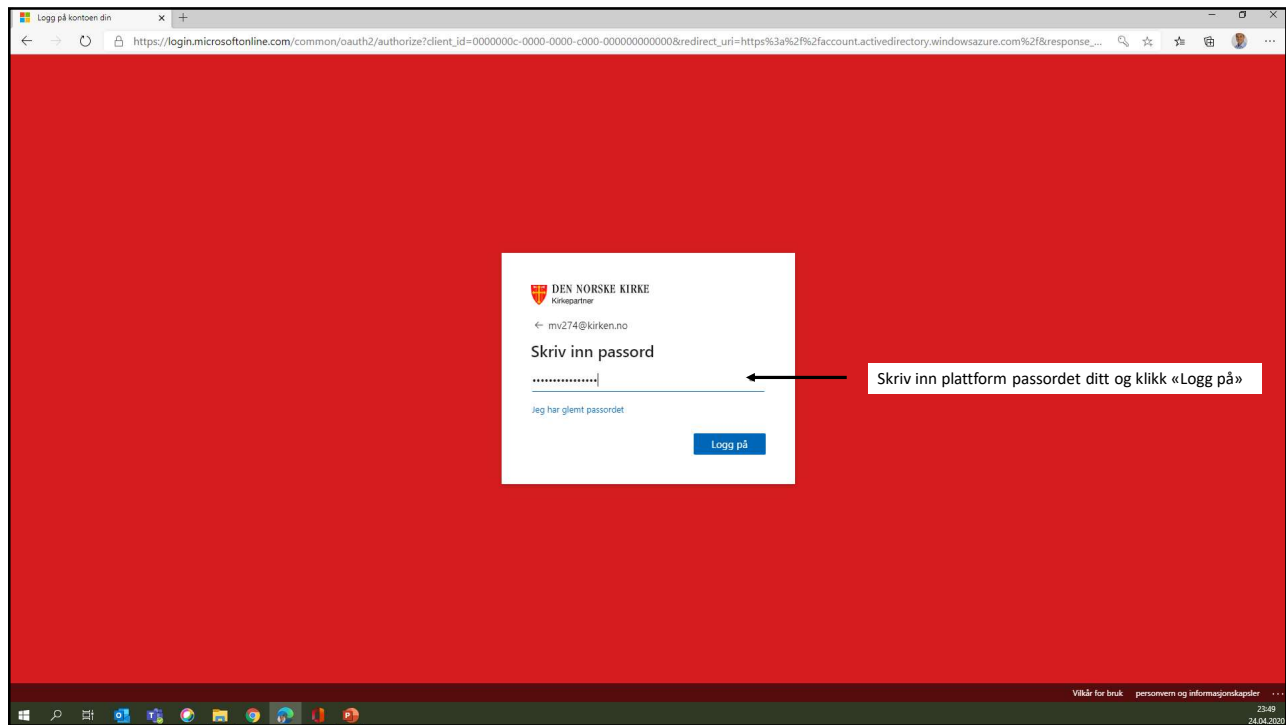 Logg på kontoen din
https://login.microsoftonline.com/common/oauth2/authorize?client_id=0000000c-0000-0000-c000-000000000000&redirect_uri=https%3a%2f%2faccount.activedirectory.windowsazure.com%2f&response_...
DEN NORSKE KIRKE
Kirkepartner
← mv274@kirken.no
Skriv inn passord
................
Skriv inn plattform passordet ditt og klikk «Logg på»
Jeg har glemt passordet
Logg på
Vilkår for bruk personvern og informasjonskapsler ...
23:49
24.04.2020